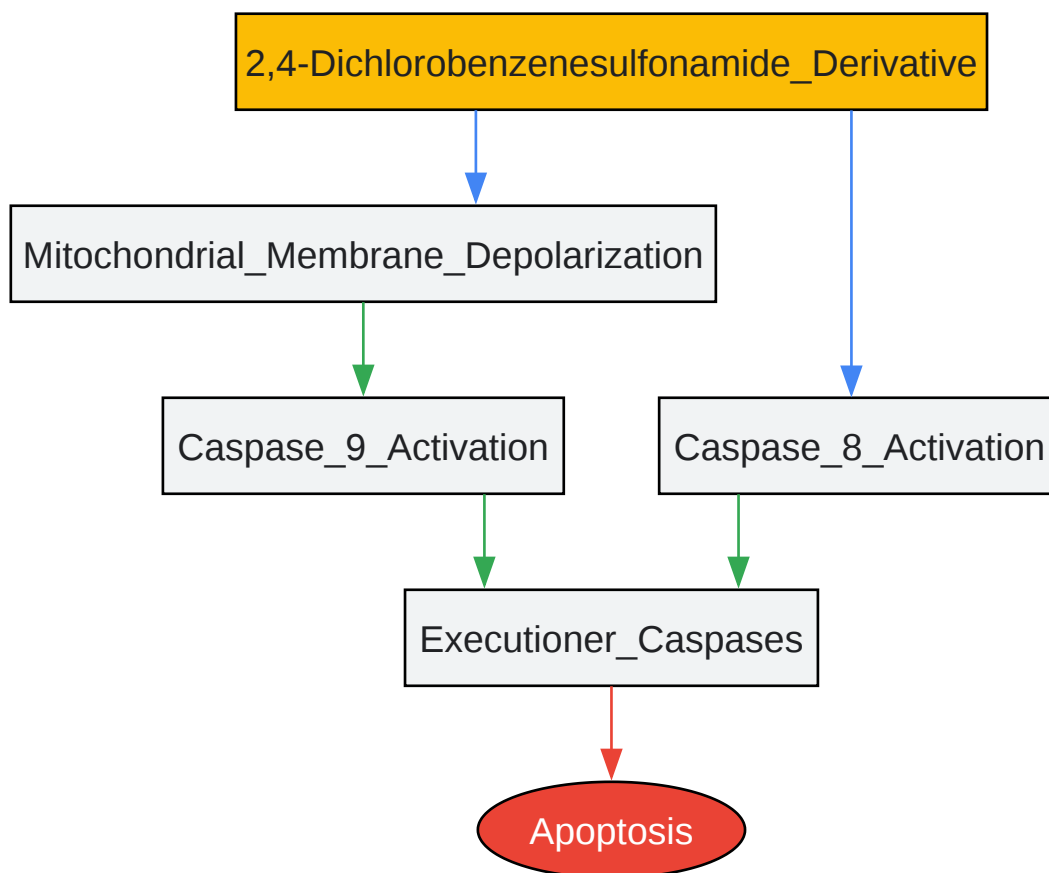 2,4-Dichlorobenzenesulfonamide_Derivative
Mitochondrial_Membrane_Depolarization
Caspase_9_Activation
Caspase_8_Activation
Executioner_Caspases
Apoptosis